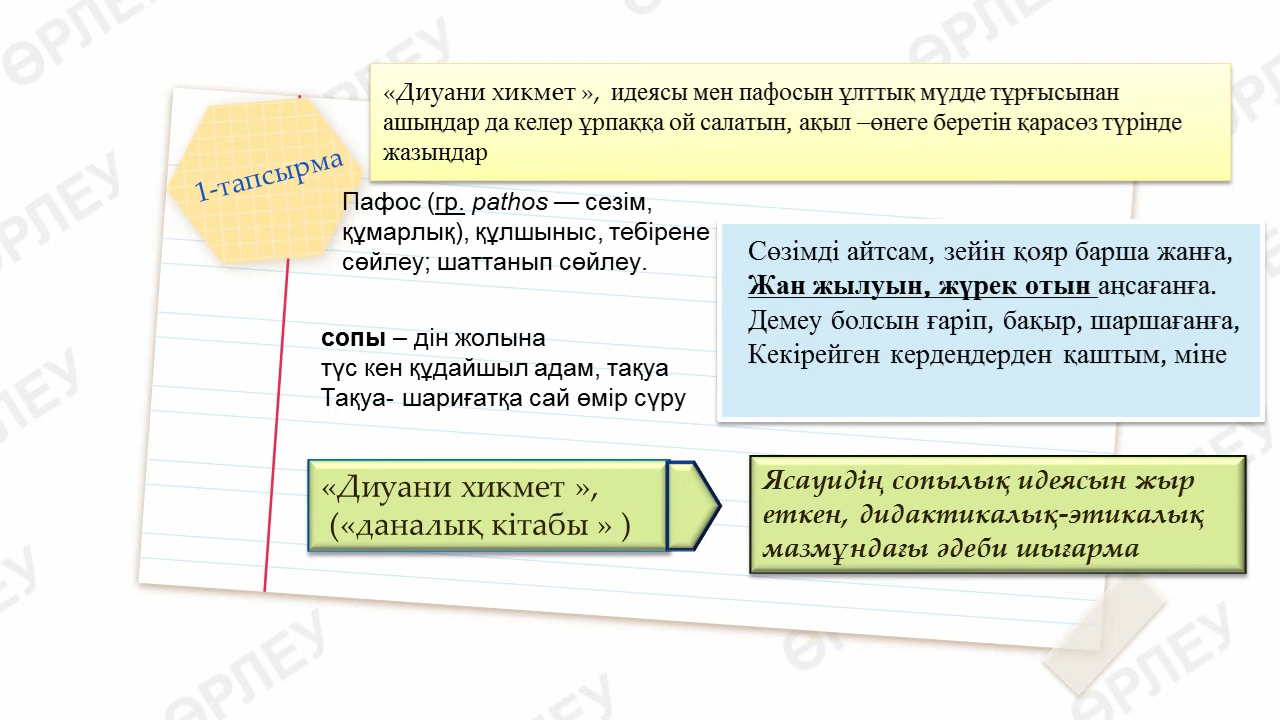 «Диуани хикмет », идеясы мен пафосын ұлттық мүдде тұрғысынан
ашыңдар да келер ұрпаққа ой салатын, ақыл –өнеге беретін қарасөз түрінде
жазыңдар
1-тапсырма
Пафос (гр. pathos — сезім,
құмарлық), құлшыныс, тебірене
сөйлеу; шаттанып сөйлеу.
Сөзімді айтсам, зейін қояр барша жанға,
Жан жылуын, жүрек отын аңсағанға.
Демеу болсын ғаріп, бақыр, шаршағанға,
Кекірейген кердеңдерден қаштым, міне
сопы – дін жолына
түс кен құдайшыл адам, тақуа
Тақуа- шариғатқа сай өмір сүру
«Диуани хикмет »,
(«даналық кітабы » )
Ясауидің сопылық идеясын жыр
еткен, дидактикалық-этикалық
мазмұндағы әдеби шығарма
ӨРЛЕУ
ӨРЛЕУ
ӨРЛЕУ
ӨРЛЕУ
ӨРЛЕУ